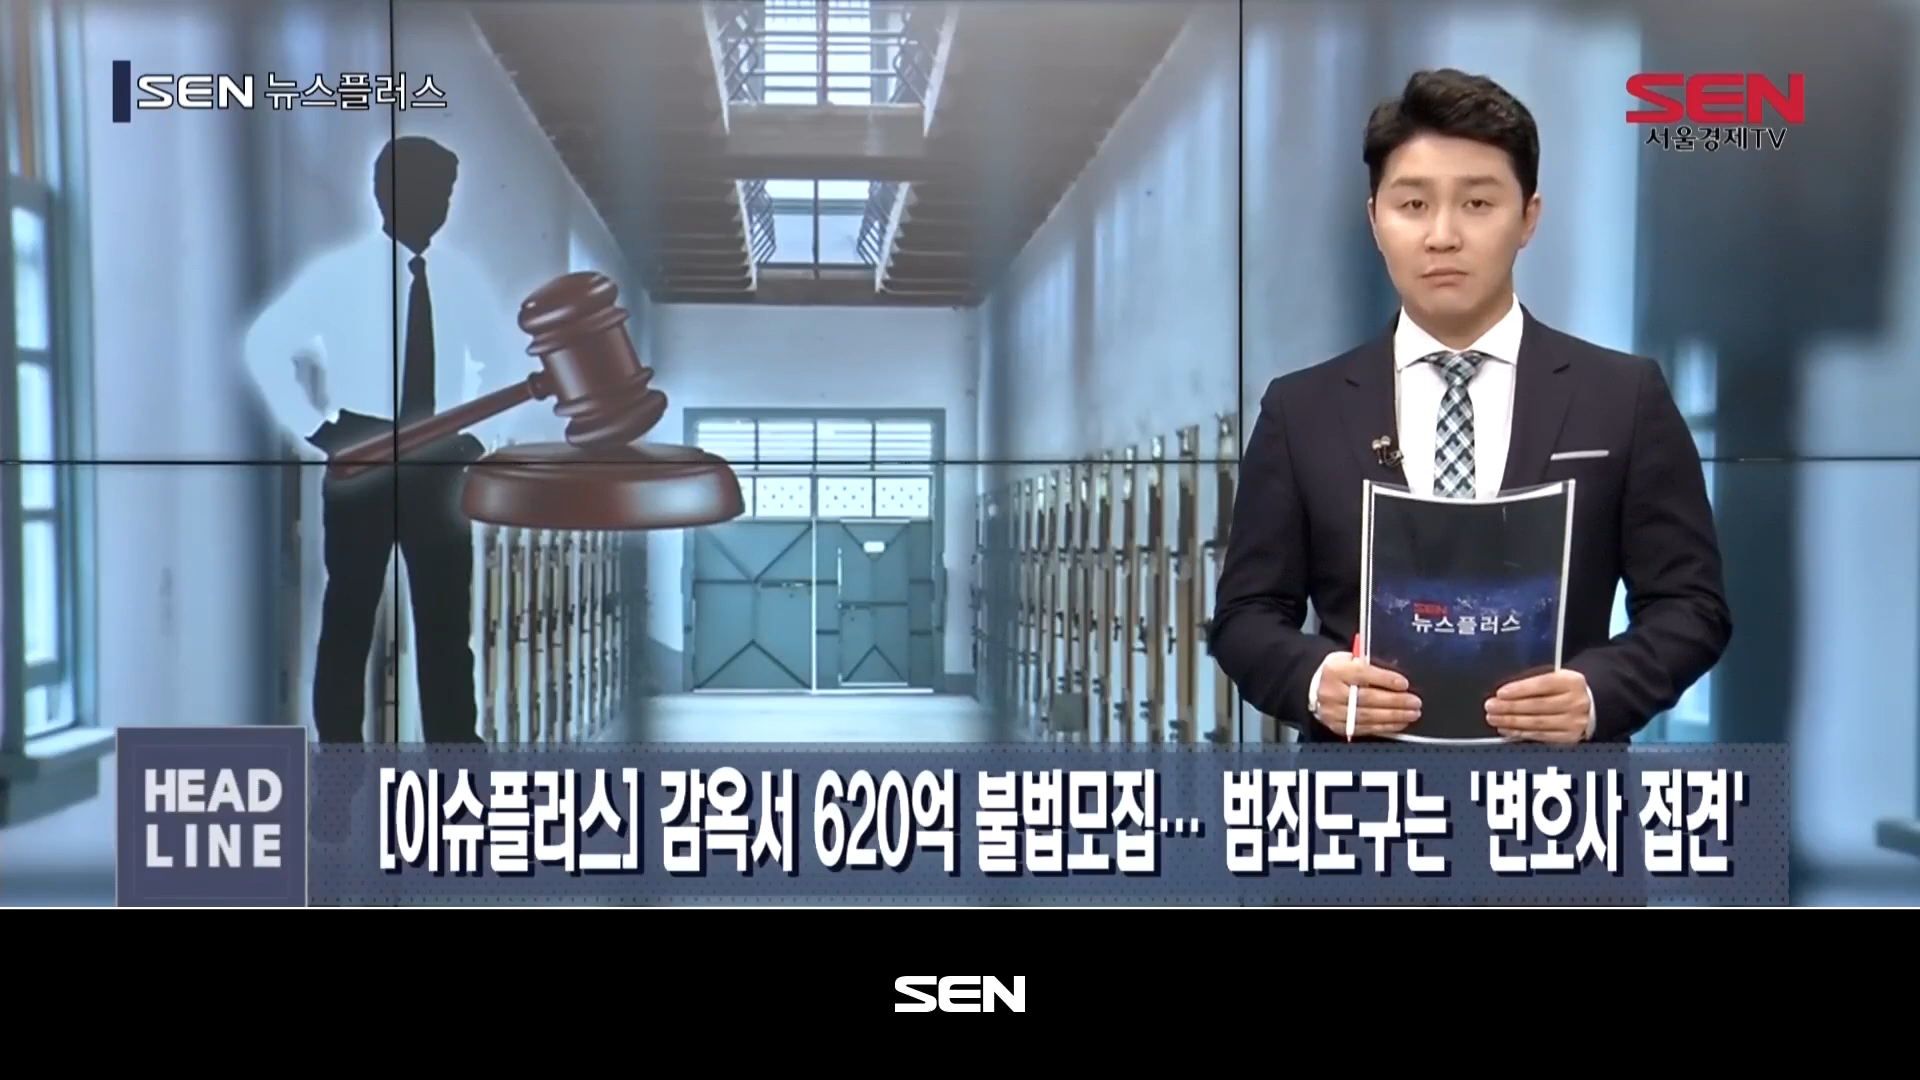 SEN 뉴스플러스
SEN
서울경제TV
SEN
뉴스플러스
HEAD
LINE
[이슈플러스] 감옥서 620억 불법모집… 범죄도구는 '변호사 접견'
SEN